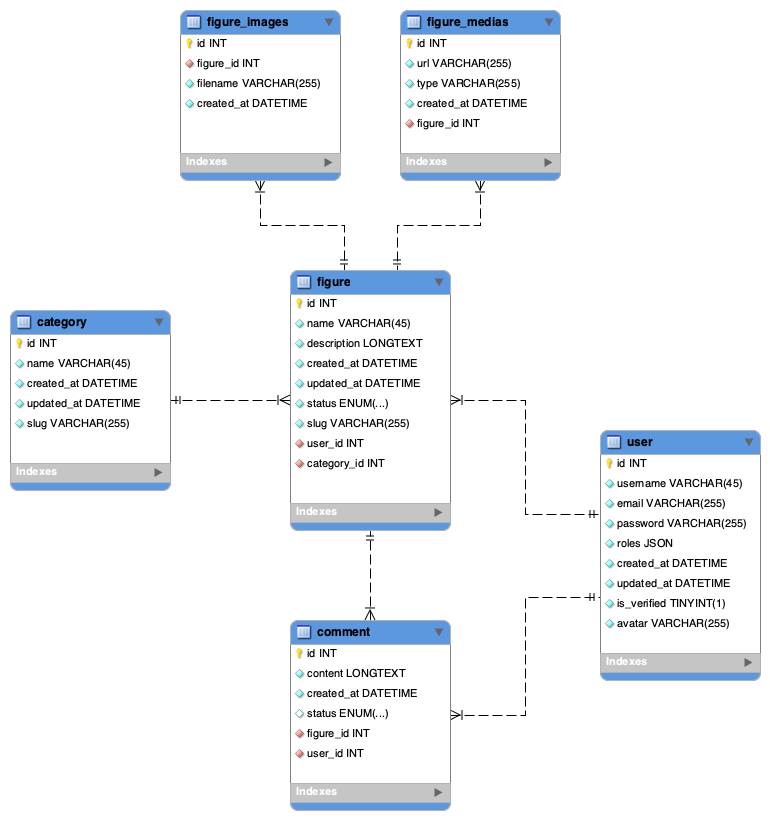 figure_images
id INT
figure_id INT
filename VARCHAR(255)
created_at DATETIME
Indexes
figure_medias
id INT
url VARCHAR(255)
type VARCHAR(255)
created_at DATETIME
figure_id INT
Indexes
figure
id INT
name VARCHAR(45)
description LONGTEXT
created_at DATETIME
updated_at DATETIME
status ENUM(...)
slug VARCHAR(255)
user_id INT
category_id INT
Indexes
category
id INT
name VARCHAR(45)
created_at DATETIME
updated_at DATETIME
slug VARCHAR(255)
Indexes
user
id INT
username VARCHAR(45)
email VARCHAR(255)
password VARCHAR(255)
roles JSON
created_at DATETIME
updated_at DATETIME
is_verified TINYINT(1)
avatar VARCHAR(255)
Indexes
comment
id INT
content LONGTEXT
created_at DATETIME
status ENUM(...)
figure_id INT
user_id INT
Indexes